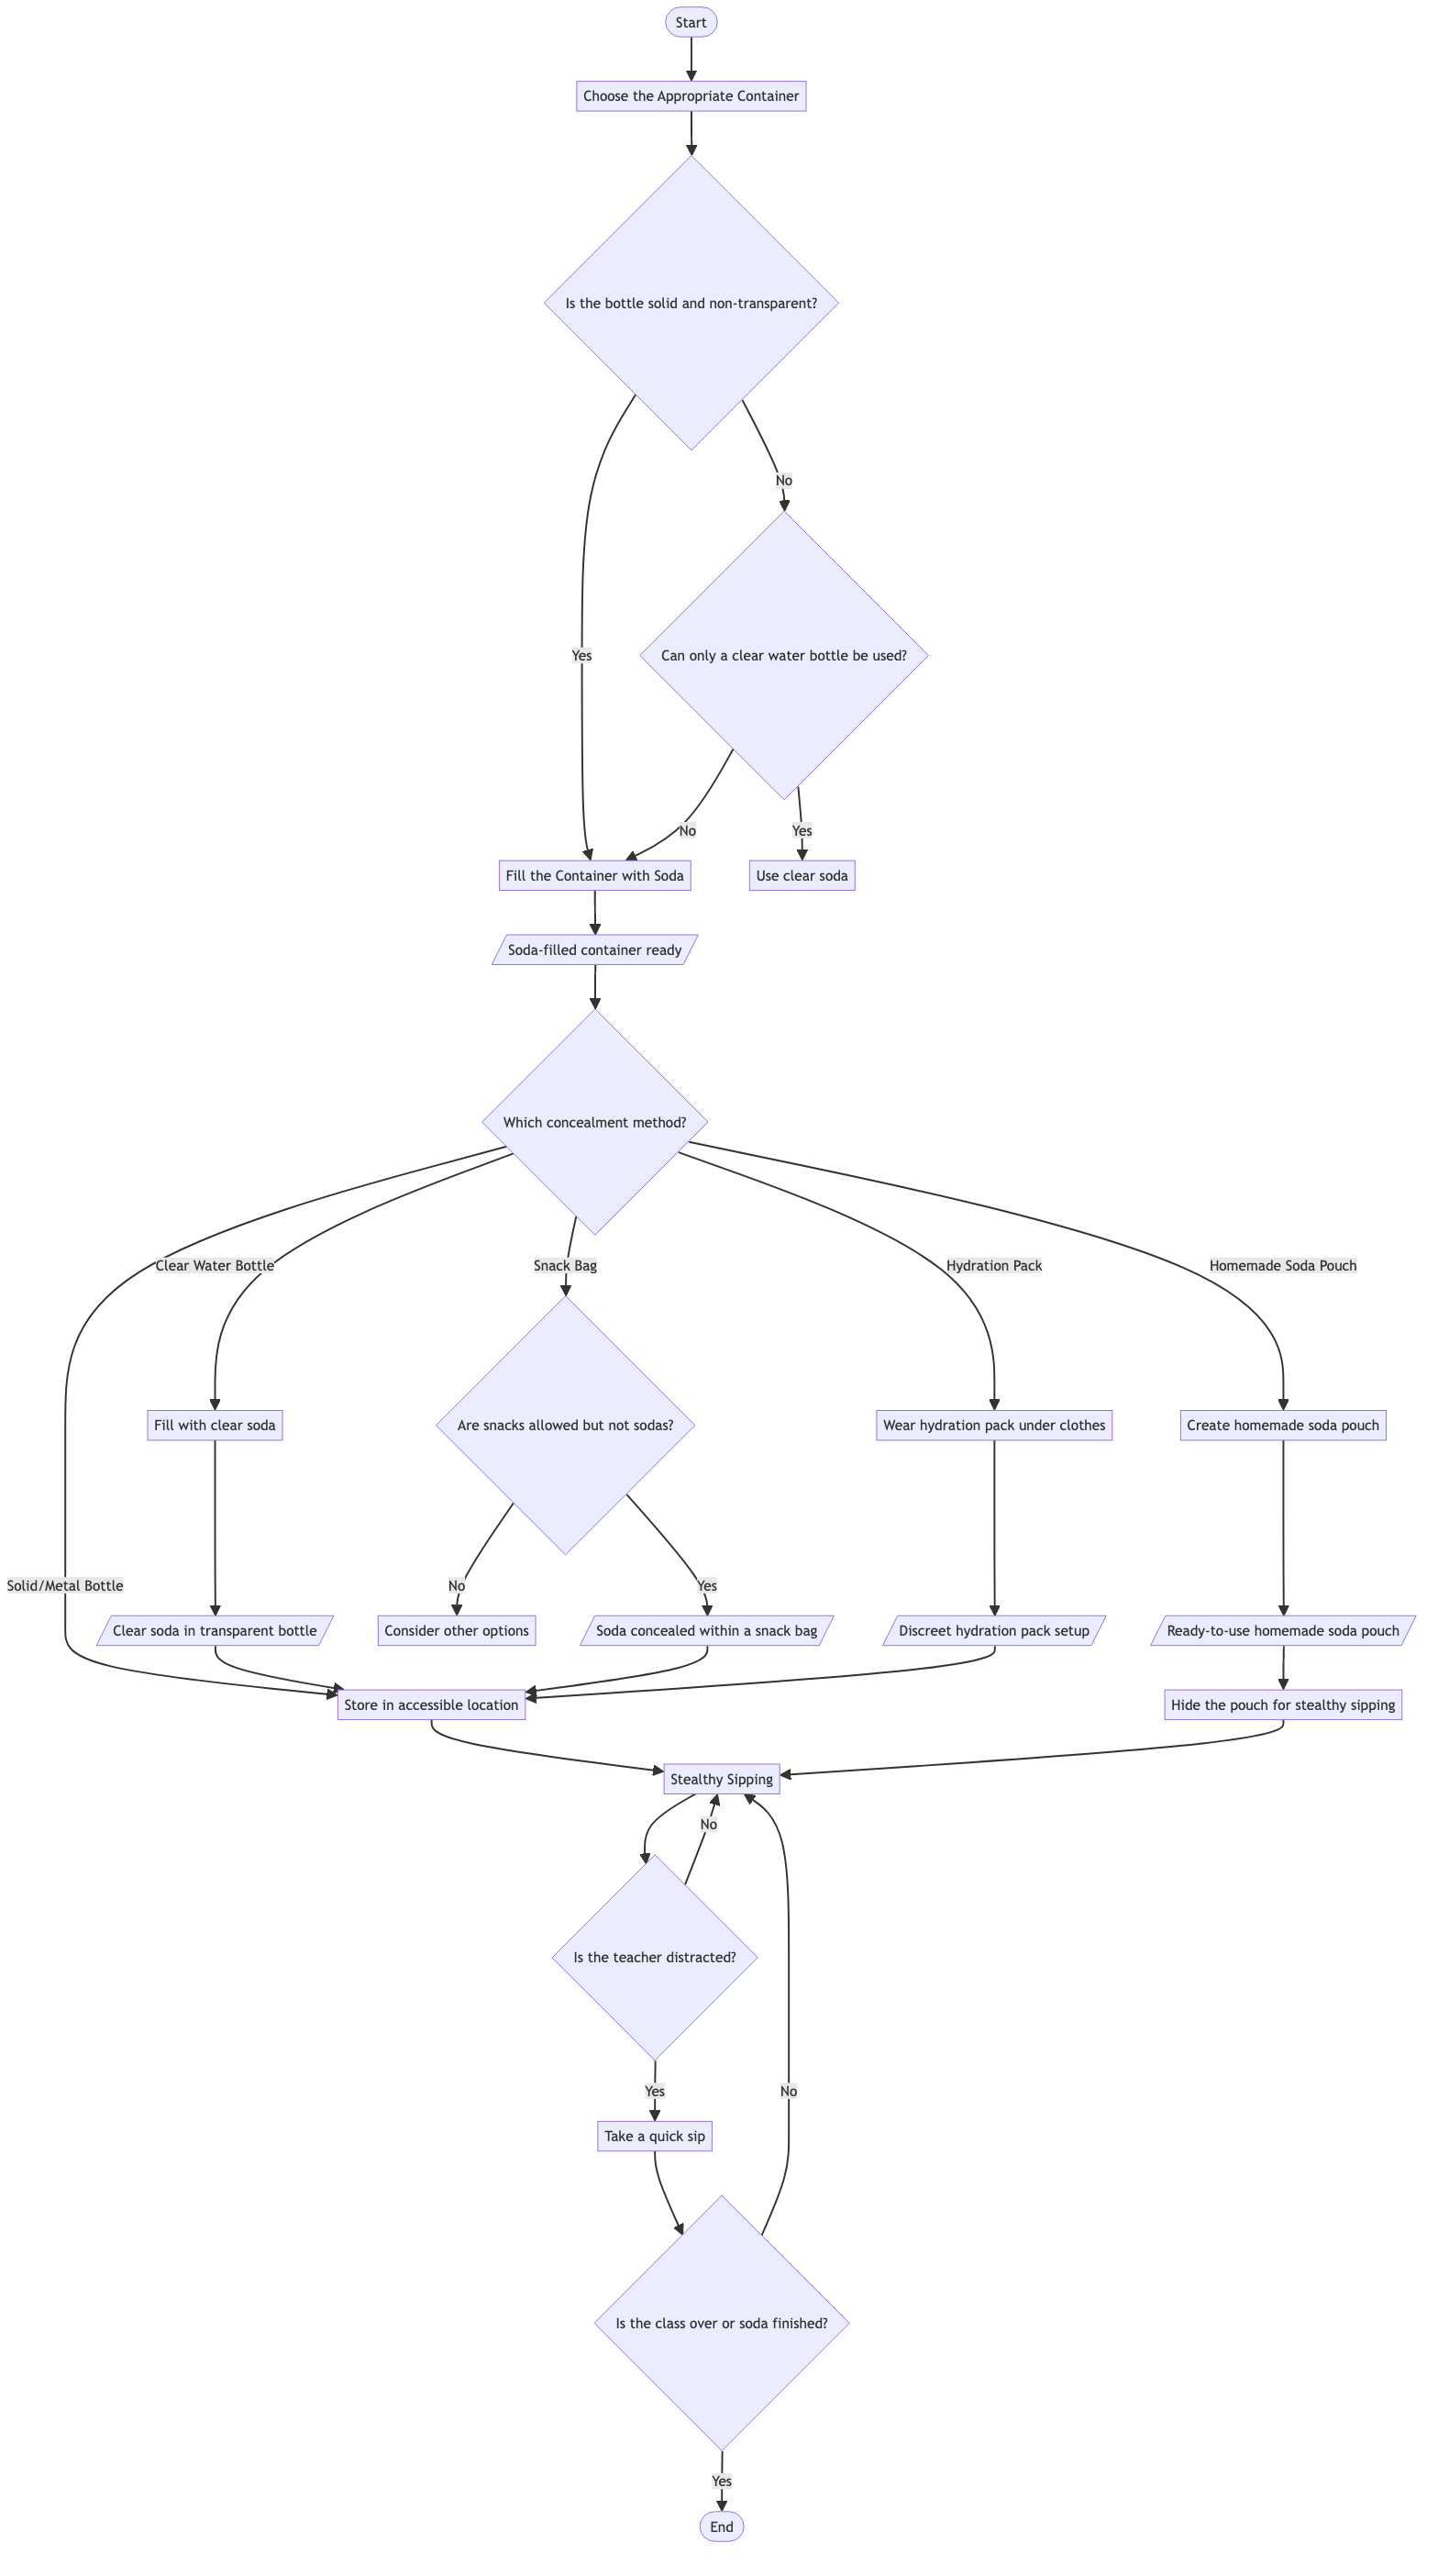 Start
Choose the Appropriate Container
Is the bottle solid and non-transparent?
No
Yes
Can only a clear water bottle be used?
No
Yes
Fill the Container with Soda
Use clear soda
Soda-filled container ready
Which concealment method?
Clear Water Bottle
Snack Bag
Hydration Pack
Homemade Soda Pouch
Fill with clear soda
Are snacks allowed but not sodas?
Wear hydration pack under clothes
Create homemade soda pouch
Solid/Metal Bottle
No
Yes
Clear soda in transparent bottle
Consider other options
Soda concealed within a snack bag
Discreet hydration pack setup
Ready-to-use homemade soda pouch
Store in accessible location
Hide the pouch for stealthy sipping
Stealthy Sipping
No
Is the teacher distracted?
Yes
No
Take a quick sip
Is the class over or soda finished?
Yes
End